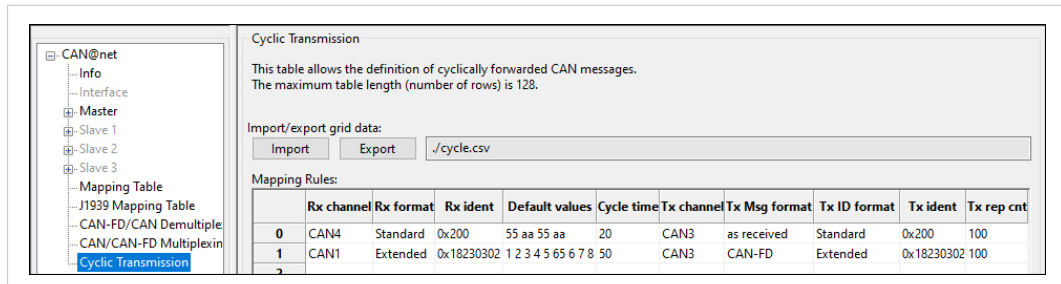 CAN@net
Info
Interface
Master
Slave 1
Slave 2
Slave 3
Mapping Table
J1939 Mapping Table
CAN-FD/CAN Demultiple
CAN/CAN-FD Multiplexin
Cyclic Transmission
Cyclic Transmission
This table allows the definition of cyclically forwarded CAN messages.
The maximum table length (number of rows) is 128.
Import/export grid data:
Import Export ./cycle.csv
Mapping Rules:
Rx channel Rx format Rx ident Default values Cycle time Tx channel Tx Msg format Tx ID format Tx ident Tx rep cnt
0 CAN4 Standard 0x200 55 aa 55 aa 20 CAN3 as received Standard 0x200 100
1 CAN1 Extended 0x18230302 1 2 3 4 5 65 6 7 8 50 CAN3 CAN-FD Extended 0x18230302 100
2